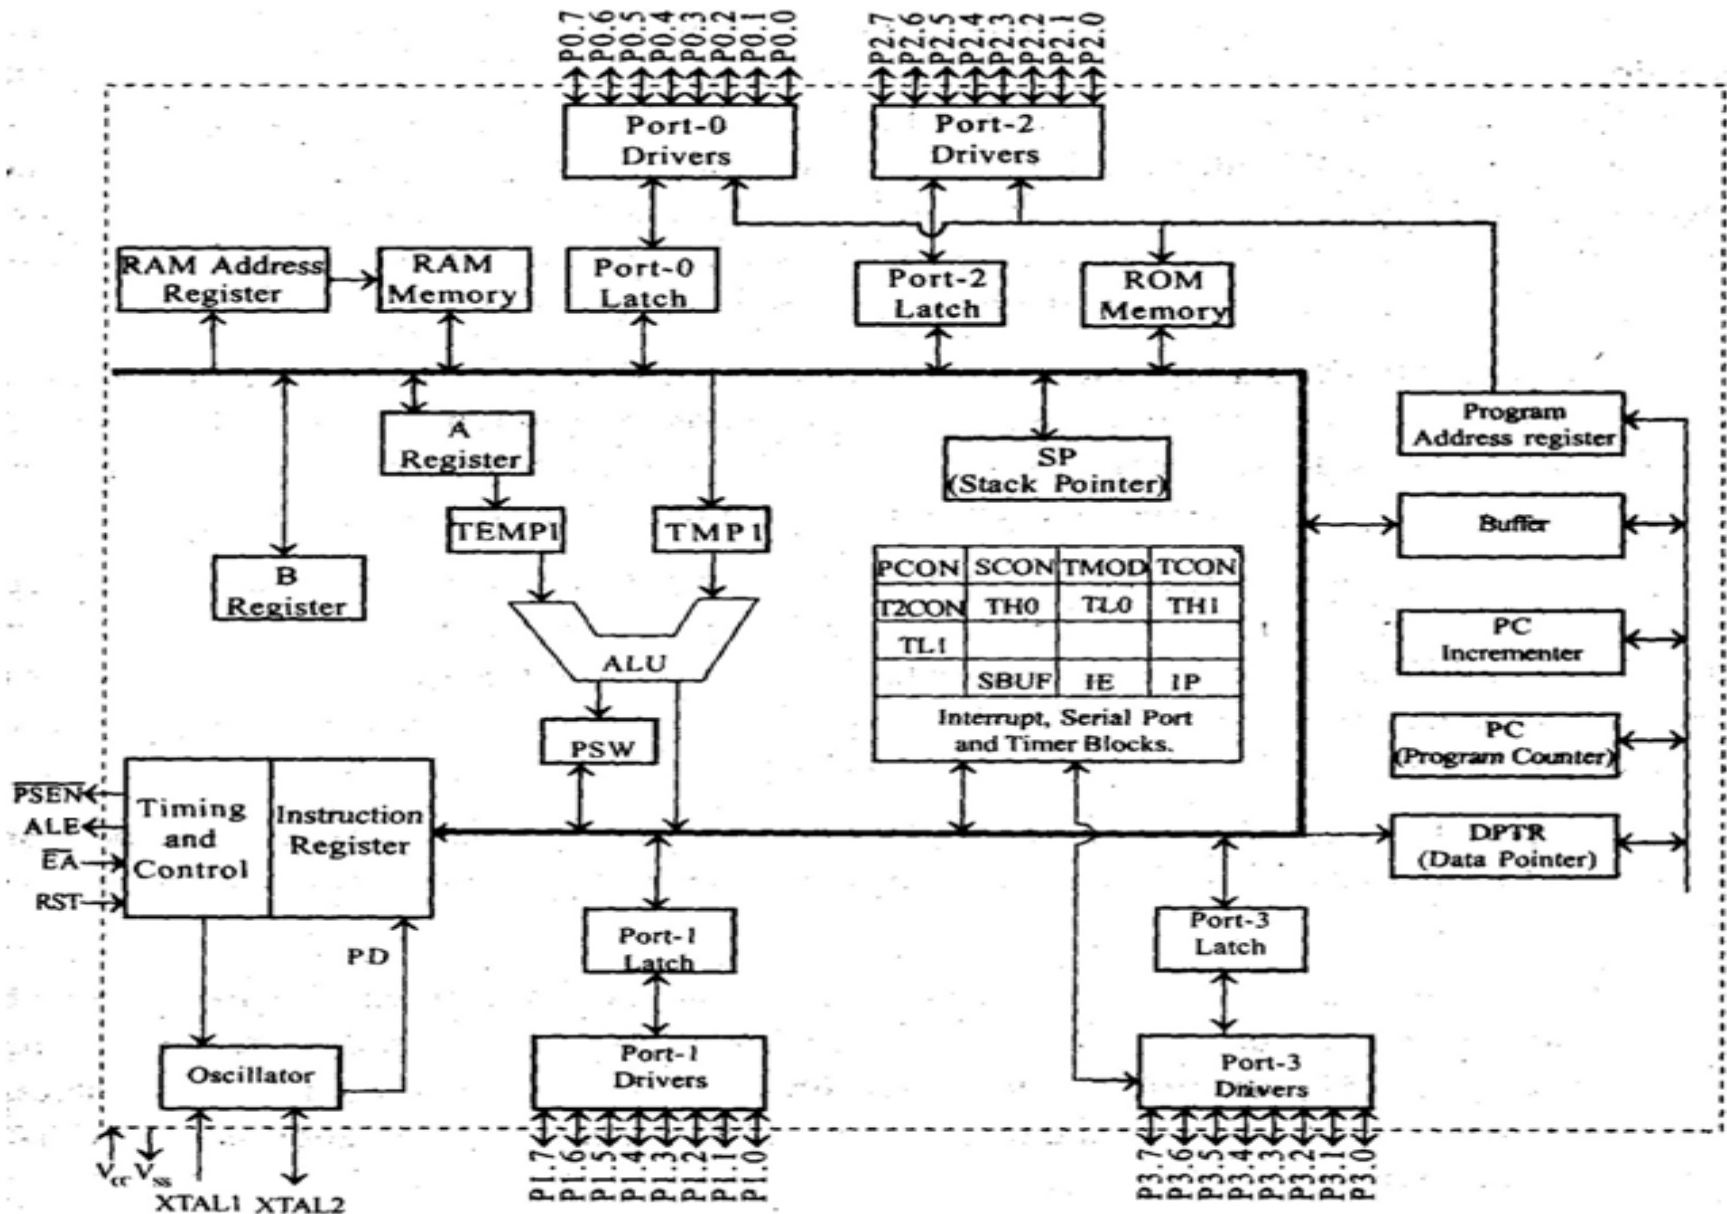 P0.7 P0.6 P0.5 P0.4 P0.3 P0.2 P0.1 P0.0
P2.7 P2.6 P2.5 P2.4 P2.3 P2.2 P2.1 P2.0
Port-0
Drivers
Port-2
Drivers
RAM Address
Register
RAM
Memory
Port-0
Latch
Port-2
Latch
ROM
Memory
Program
Address register
A
Register
SP
(Stack Pointer)
TEMP1
TMP1
Buffer
B
Register
PCON SCON TMOD TCON
T2CON TH0 TL0 TH1
TL1
SBUF IE IP
Interrupt, Serial Port
and Timer Blocks.
ALU
PC
Incrementer
PSW
PC
(Program Counter)
PSEN
ALE
EA
RST
Timing
and
Control
Instruction
Register
DPTR
(Data Pointer)
PD
Port-1
Latch
Port-3
Latch
Oscillator
Port-1
Drivers
Port-3
Drivers
Vcc Vss
XTAL1 XTAL2
P1.7 P1.6 P1.5 P1.4 P1.3 P1.2 P1.1 P1.0
P3.7 P3.6 P3.5 P3.4 P3.3 P3.2 P3.1 P3.0